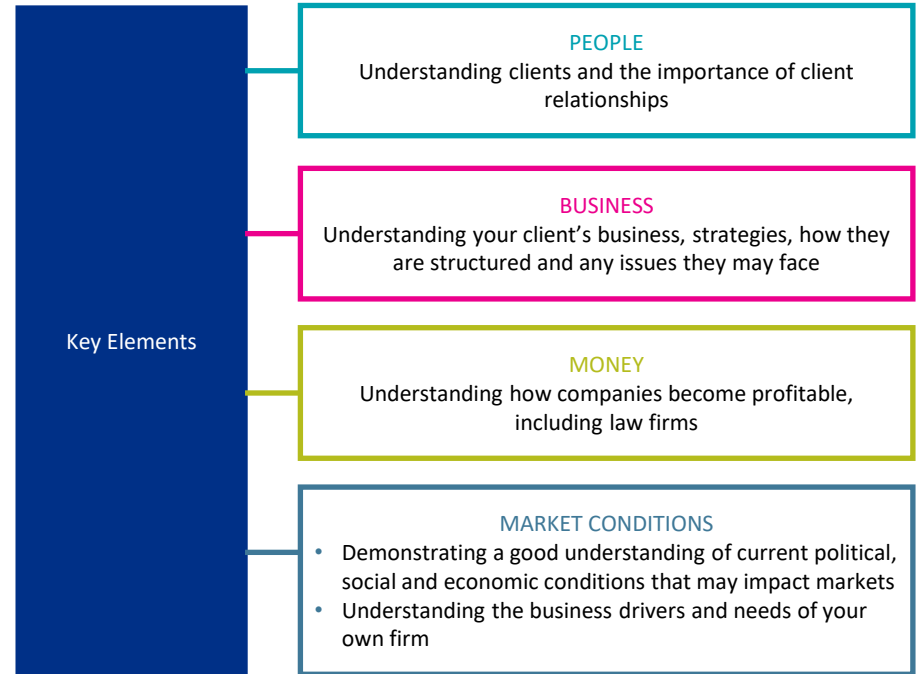 Key Elements
PEOPLE
Understanding clients and the importance of client
relationships
BUSINESS
Understanding your client’s business, strategies, how they
are structured and any issues they may face
MONEY
Understanding how companies become profitable,
including law firms
MARKET CONDITIONS
• Demonstrating a good understanding of current political,
social and economic conditions that may impact markets
• Understanding the business drivers and needs of your
own firm